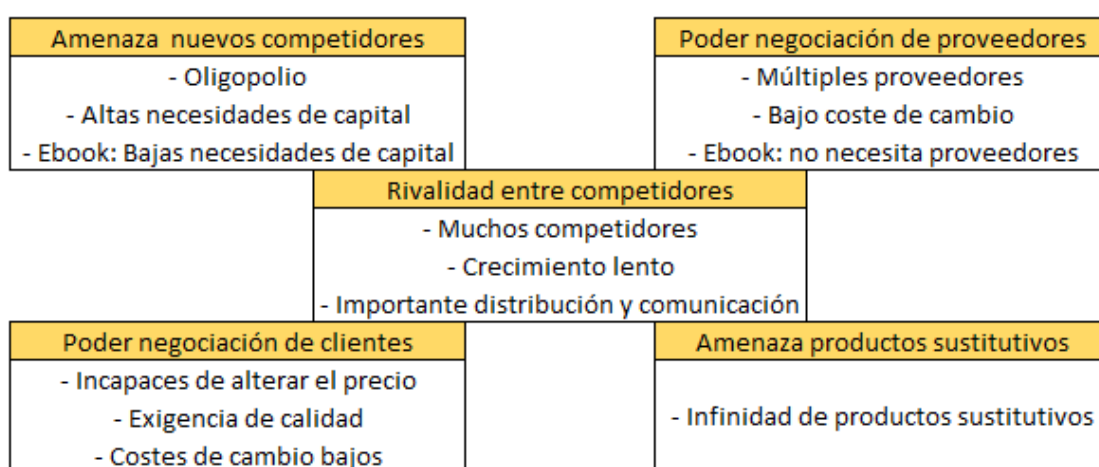 Amenaza  nuevos competidores
- Oligopolio
- Altas necesidades de capital
- Ebook: Bajas necesidades de capital
Poder negociación de proveedores
- Múltiples proveedores
- Bajo coste de cambio
- Ebook: no necesita proveedores
Rivalidad entre competidores
- Muchos competidores
- Crecimiento lento
- Importante distribución y comunicación
Poder negociación de clientes
- Incapaces de alterar el precio
- Exigencia de calidad
- Costes de cambio bajos
Amenaza productos sustitutivos
- Infinidad de productos sustitutivos